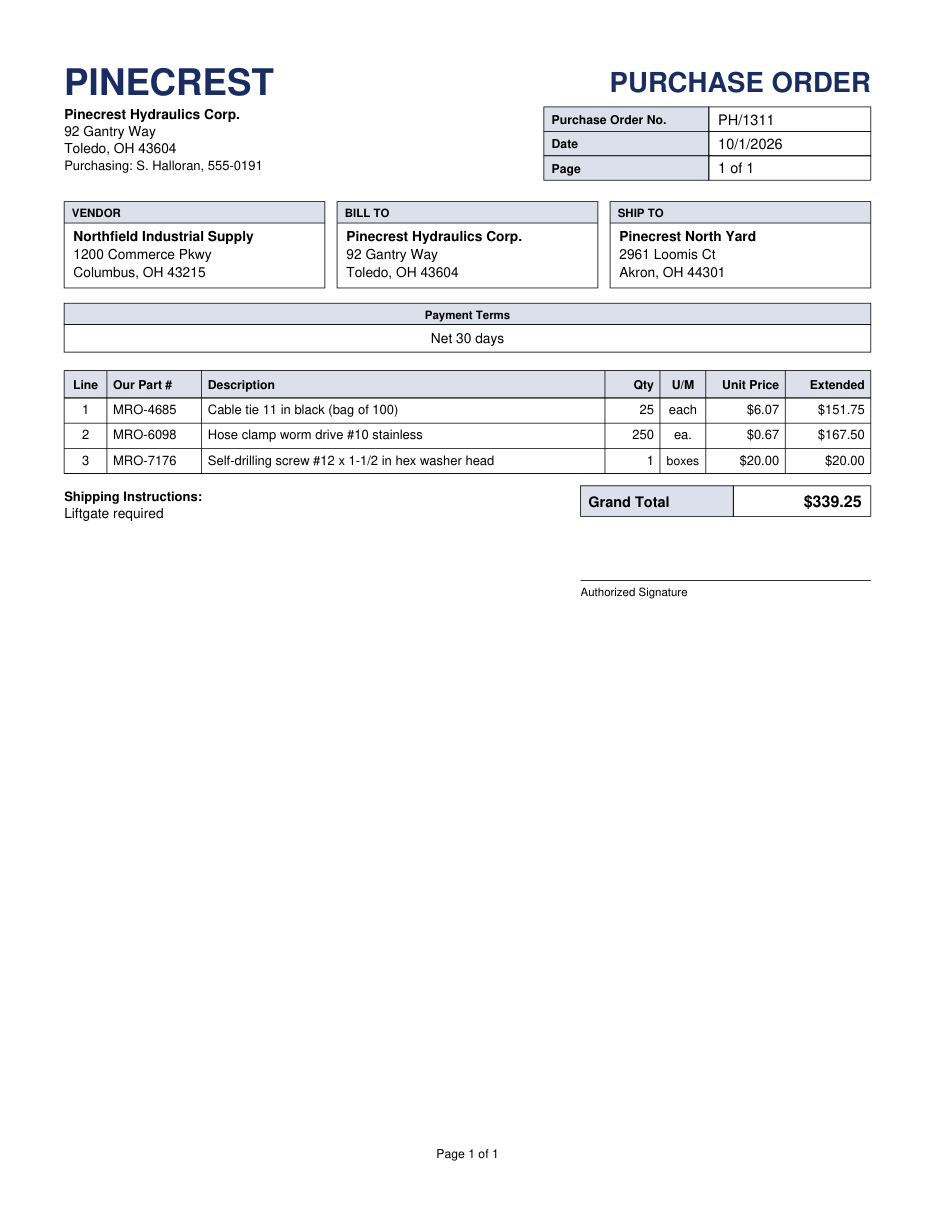 PINECREST
PURCHASE ORDER
Pinecrest Hydraulics Corp.
92 Gantry Way
Toledo, OH 43604
Purchasing: S. Halloran, 555-0191
Purchase Order No. PH/1311
Date 10/1/2026
Page 1 of 1
VENDOR
Northfield Industrial Supply
1200 Commerce Pkwy
Columbus, OH 43215
BILL TO
Pinecrest Hydraulics Corp.
92 Gantry Way
Toledo, OH 43604
SHIP TO
Pinecrest North Yard
2961 Loomis Ct
Akron, OH 44301
Payment Terms
Net 30 days
Line Our Part # Description Qty U/M Unit Price Extended
1 MRO-4685 Cable tie 11 in black (bag of 100) 25 each $6.07 $151.75
2 MRO-6098 Hose clamp worm drive #10 stainless 250 ea. $0.67 $167.50
3 MRO-7176 Self-drilling screw #12 x 1-1/2 in hex washer head 1 boxes $20.00 $20.00
Shipping Instructions:
Liftgate required
Grand Total $339.25
Authorized Signature
Page 1 of 1